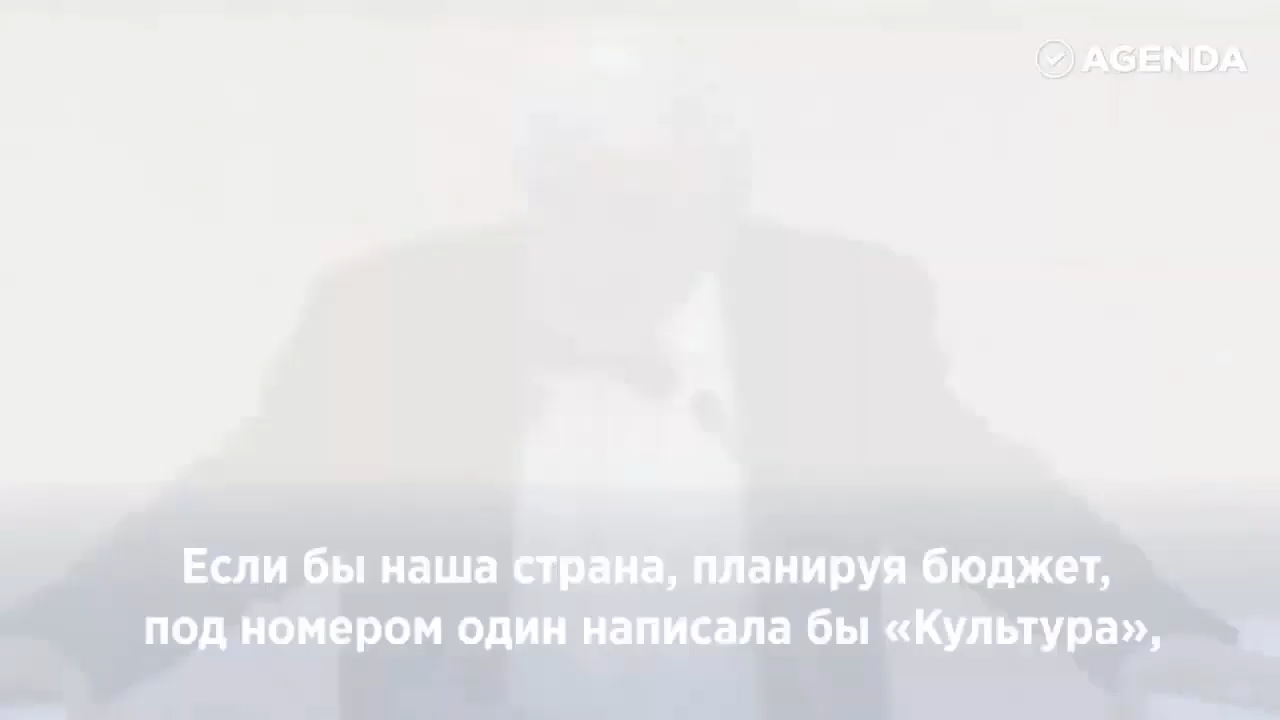 AGENDA
Если бы наша страна, планируя бюджет,
под номером один написала бы «Культура»,